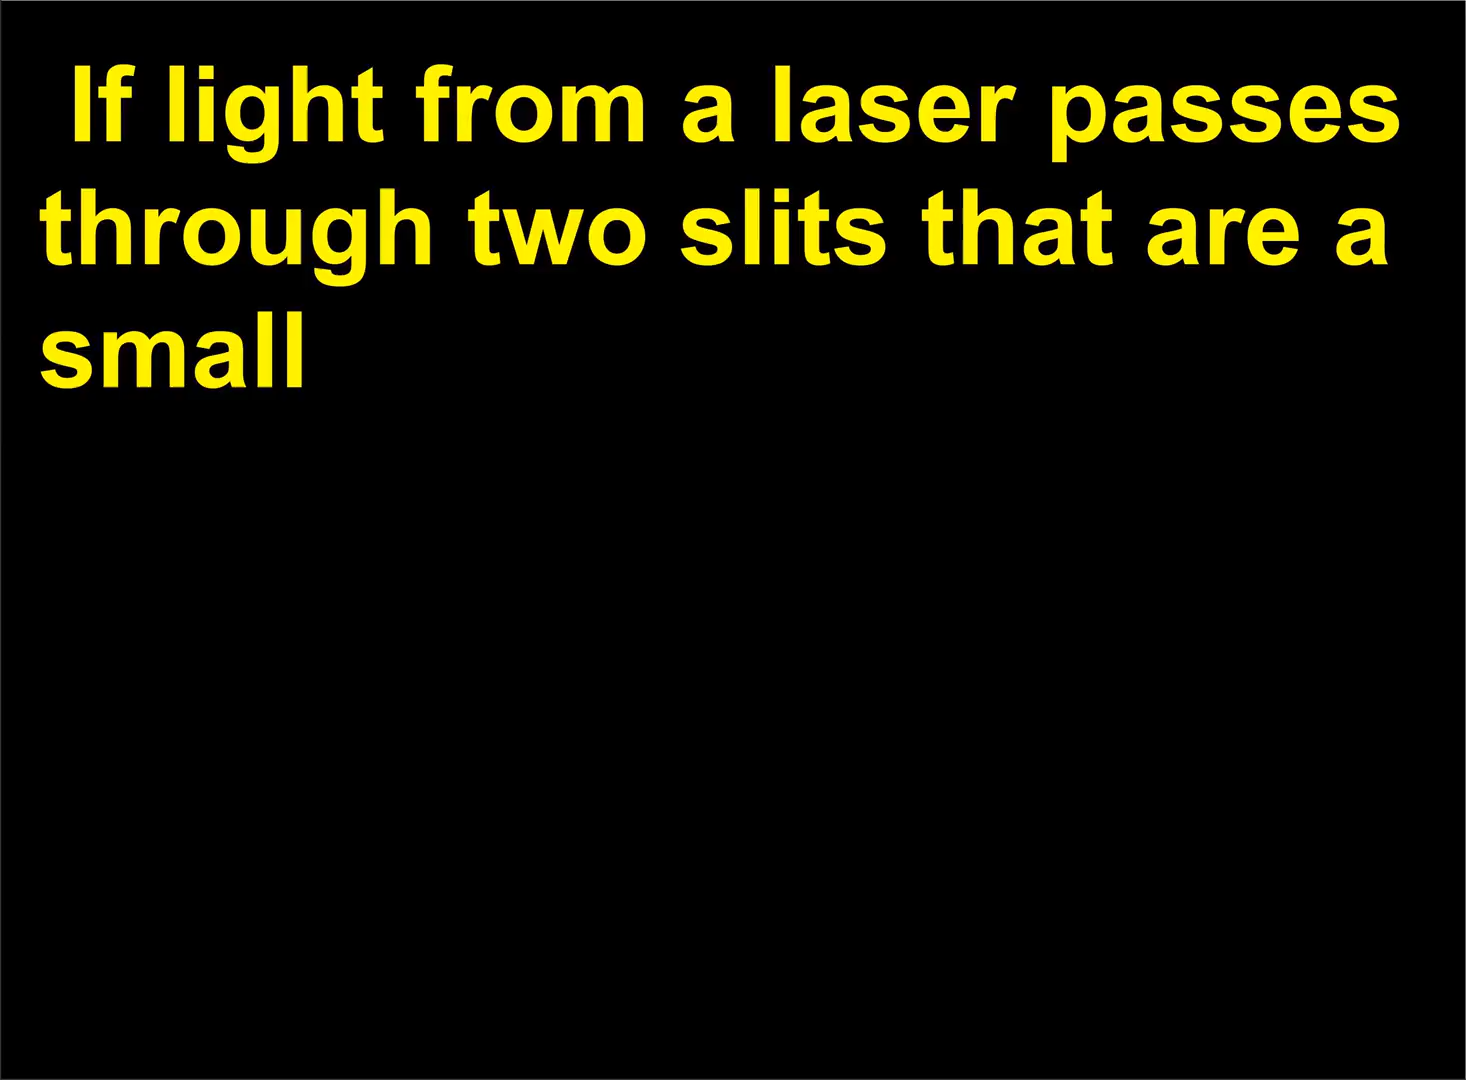 If light from a laser passes
through two slits that are a
small